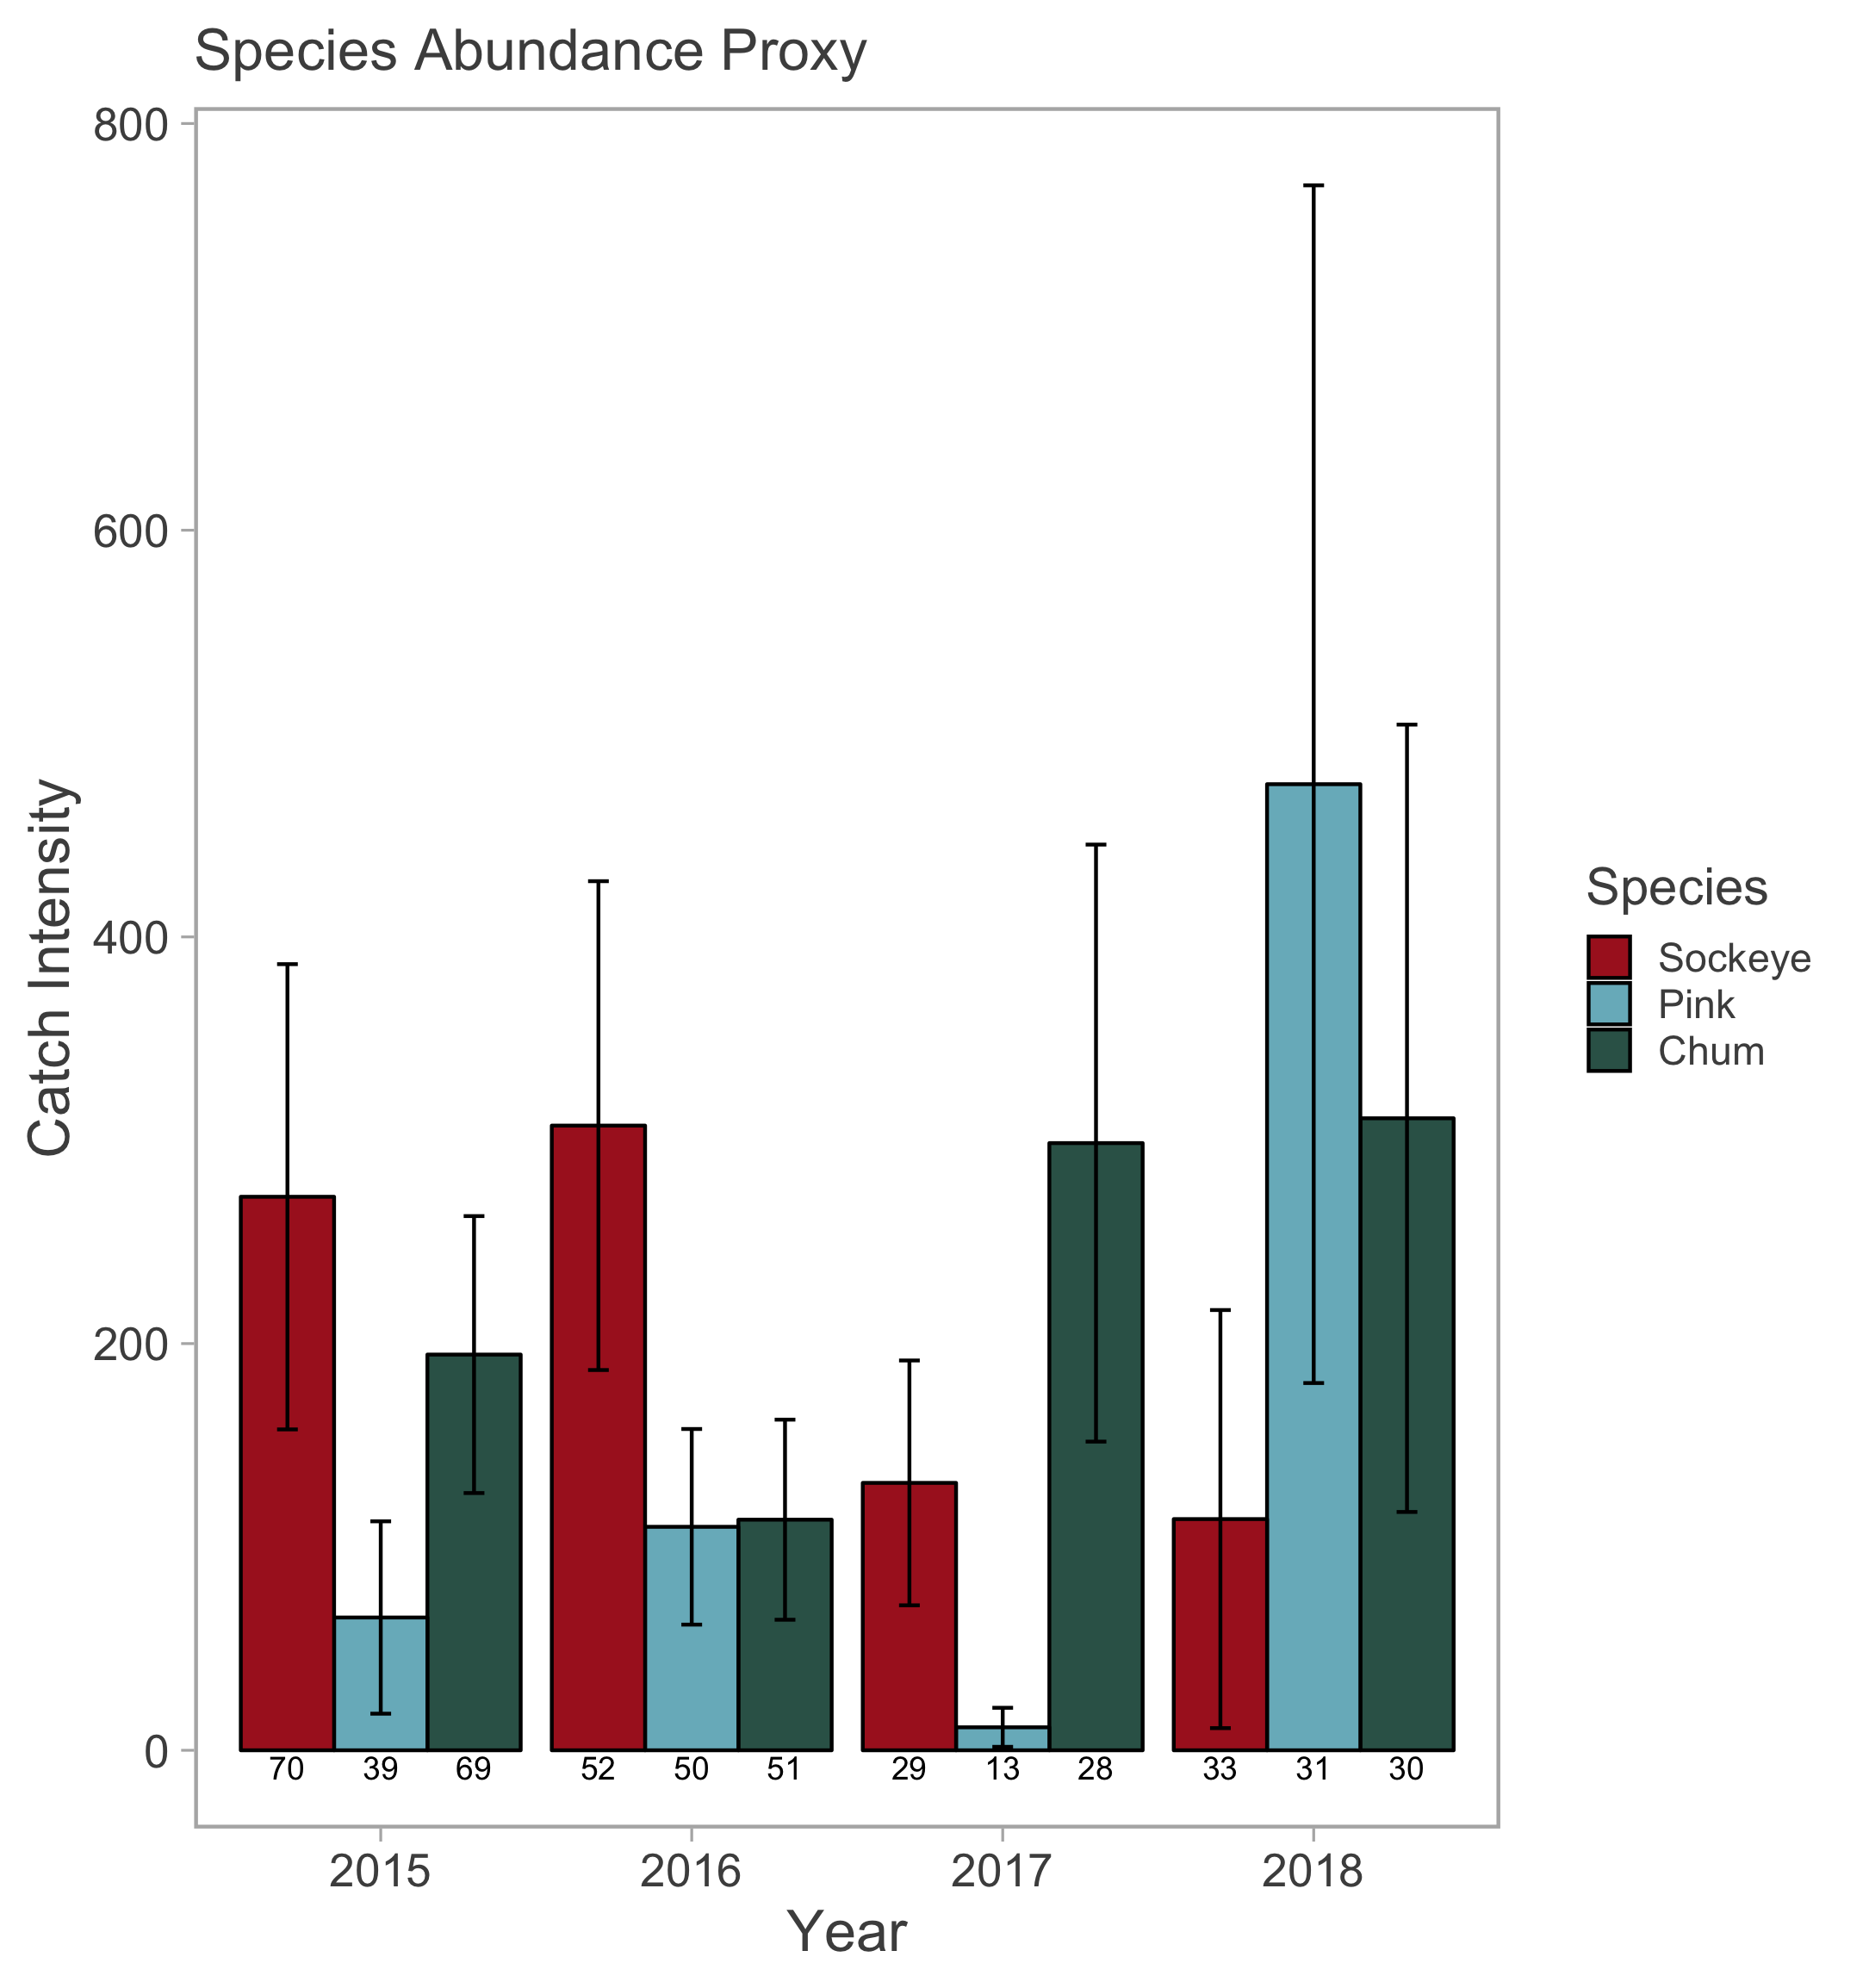 Species Abundance Proxy
800
600
400
200
0
Catch Intensity
70 39 69 52 50 51 29 13 28 33 31 30
2015 2016 2017 2018
Year
Species
Sockeye
Pink
Chum